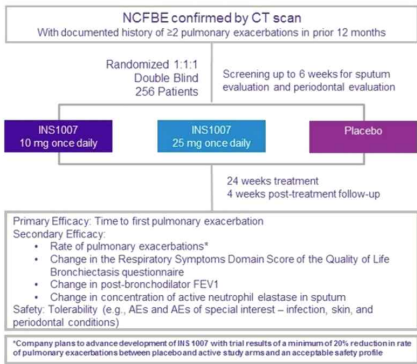 NCFBE confirmed by CT scan
With documented history of ≥2 pulmonary exacerbations in prior 12 months
Randomized 1:1:1
Double Blind
256 Patients
Screening up to 6 weeks for sputum
evaluation and periodontal evaluation
INS1007
10 mg once daily
INS1007
25 mg once daily
Placebo
24 weeks treatment
4 weeks post-treatment follow-up
Primary Efficacy: Time to first pulmonary exacerbation
Secondary Efficacy:
• Rate of pulmonary exacerbations*
• Change in the Respiratory Symptoms Domain Score of the Quality of Life
Bronchiectasis questionnaire
• Change in post-bronchodilator FEV1
• Change in concentration of active neutrophil elastase in sputum
Safety: Tolerability (e.g., AEs and AEs of special interest – infection, skin, and
periodontal conditions)
*Company plans to advance development of INS 1007 with trial results of a minimum of 20% reduction in rate
of pulmonary exacerbations between placebo and active study arms and an acceptable safety profile